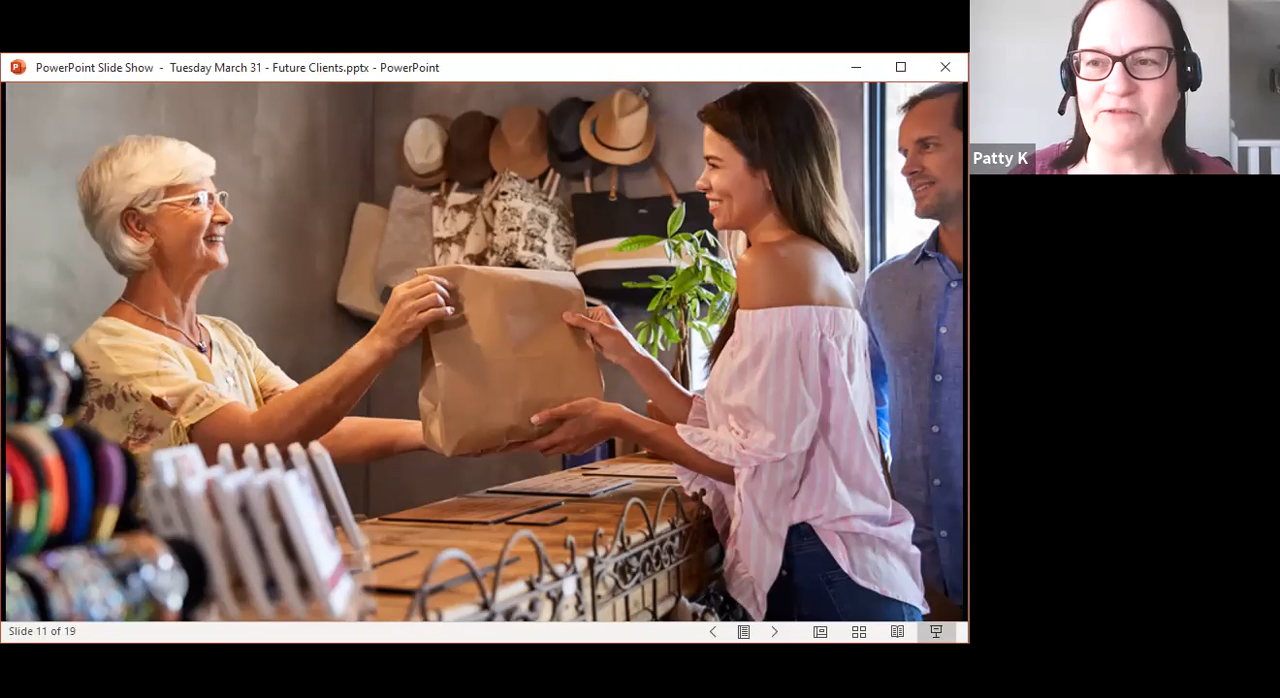 PowerPoint Slide Show - Tuesday March 31 - Future Clients.pptx - PowerPoint
Patty K
Slide 11 of 19